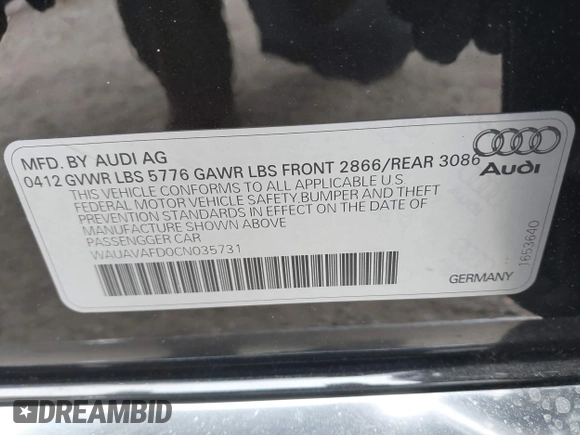 MFD. BY AUDI AG
0412 GVWR LBS 5776 GAWR LBS FRONT 2866/REAR 3086
THIS VEHICLE CONFORMS TO ALL APPLICABLE U.S.
FEDERAL MOTOR VEHICLE SAFETY,BUMPER AND THEFT
PREVENTION STANDARDS IN EFFECT ON THE DATE OF
MANUFACTURE SHOWN ABOVE
PASSENGER CAR
WAUAVAFD0CN035731
Audi
1653640
GERMANY
DREAMBID